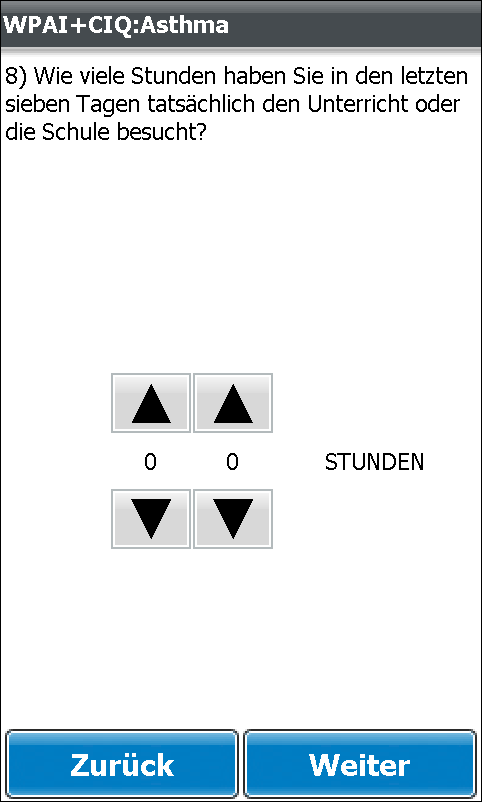 WPAI+CIQ:Asthma
8) Wie viele Stunden haben Sie in den letzten
sieben Tagen tatsächlich den Unterricht oder
die Schule besucht?
0 0 STUNDEN
Zurück Weiter